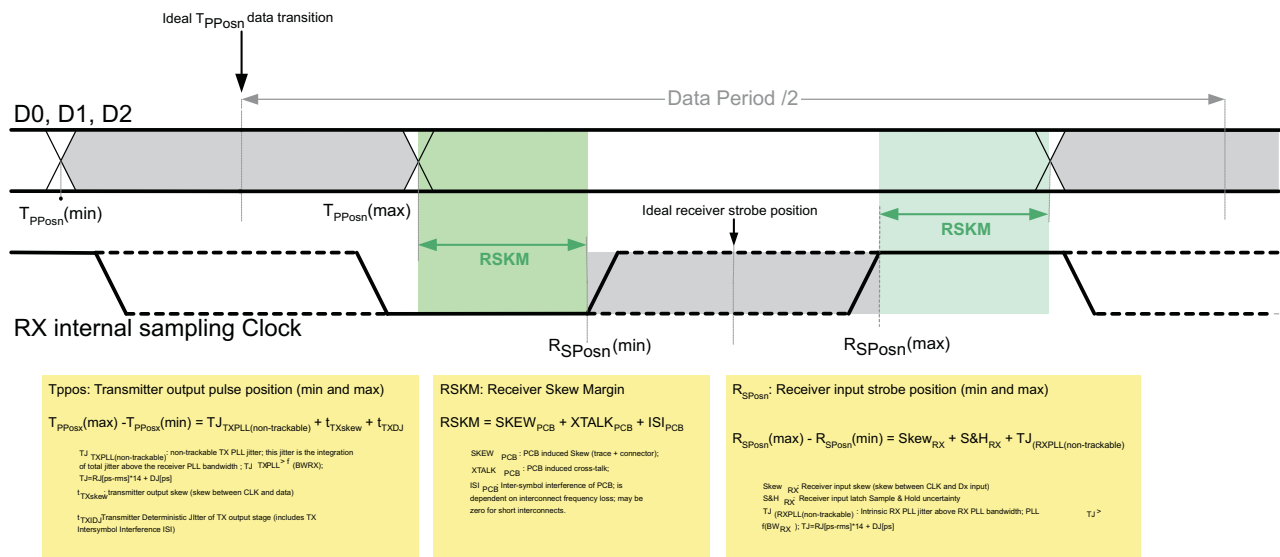 Ideal TPPosn data transition
Data Period /2
D0, D1, D2
TPPosn(min)
TPPosn(max)
Ideal receiver strobe position
RSKM
RSKM
RX internal sampling Clock
RSPosn(min)
RSPosn(max)
Tppos: Transmitter output pulse position (min and max)
TPPosx(max) -TPPosx(min) = TJTXPLL(non-trackable) + tTXskew + tTXDJ
TJ TXPLL(non-trackable): non-trackable TX PLL jitter; this jitter is the integration
of total jitter above the receiver PLL bandwidth ; TJ TXPLL> f (BWRX);
TJ=RJ[ps-rms]*14 + DJ[ps]
tTXskew: transmitter output skew (skew between CLK and data)
tTXIDJ Transmitter Deterministic JItter of TX output stage (includes TX
Intersymbol Interference ISI)
RSKM: Receiver Skew Margin
RSKM = SKEWPCB + XTALKPCB + ISIPCB
SKEW PCB : PCB induced Skew (trace + connector);
XTALK PCB : PCB induced cross-talk;
ISI PCB: Inter-symbol interference of PCB; is
dependent on interconnect frequency loss; may be
zero for short interconnects.
RSPosn: Receiver input strobe position (min and max)
RSPosn(max) - RSPosn(min) = SkewRX + S&HRX + TJ(RXPLL(non-trackable)
Skew RX: Receiver input skew (skew between CLK and Dx input)
S&H RX: Receiver input latch Sample & Hold uncertainty
TJ (RXPLL(non-trackable) : Intrinsic RX PLL jitter above RX PLL bandwidth; PLL TJ >
f(BWRX ); TJ=RJ[ps-rms]*14 + DJ[ps]